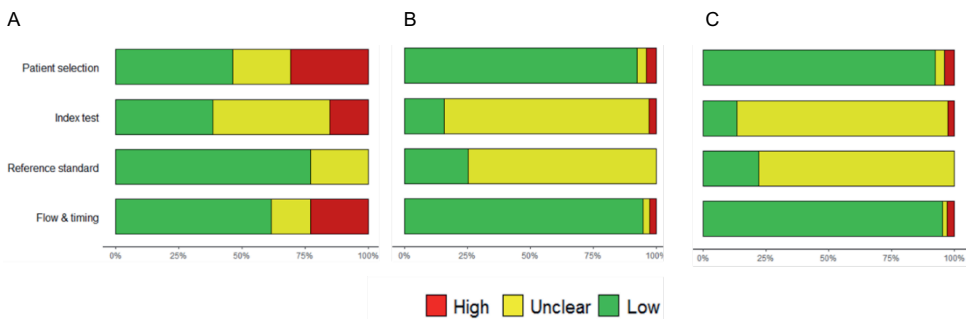 A
B
C
Patient selection
Index test
Reference standard
Flow & timing
0% 25% 50% 75% 100%
0% 25% 50% 75% 100%
0% 25% 50% 75% 100%
High Unclear Low